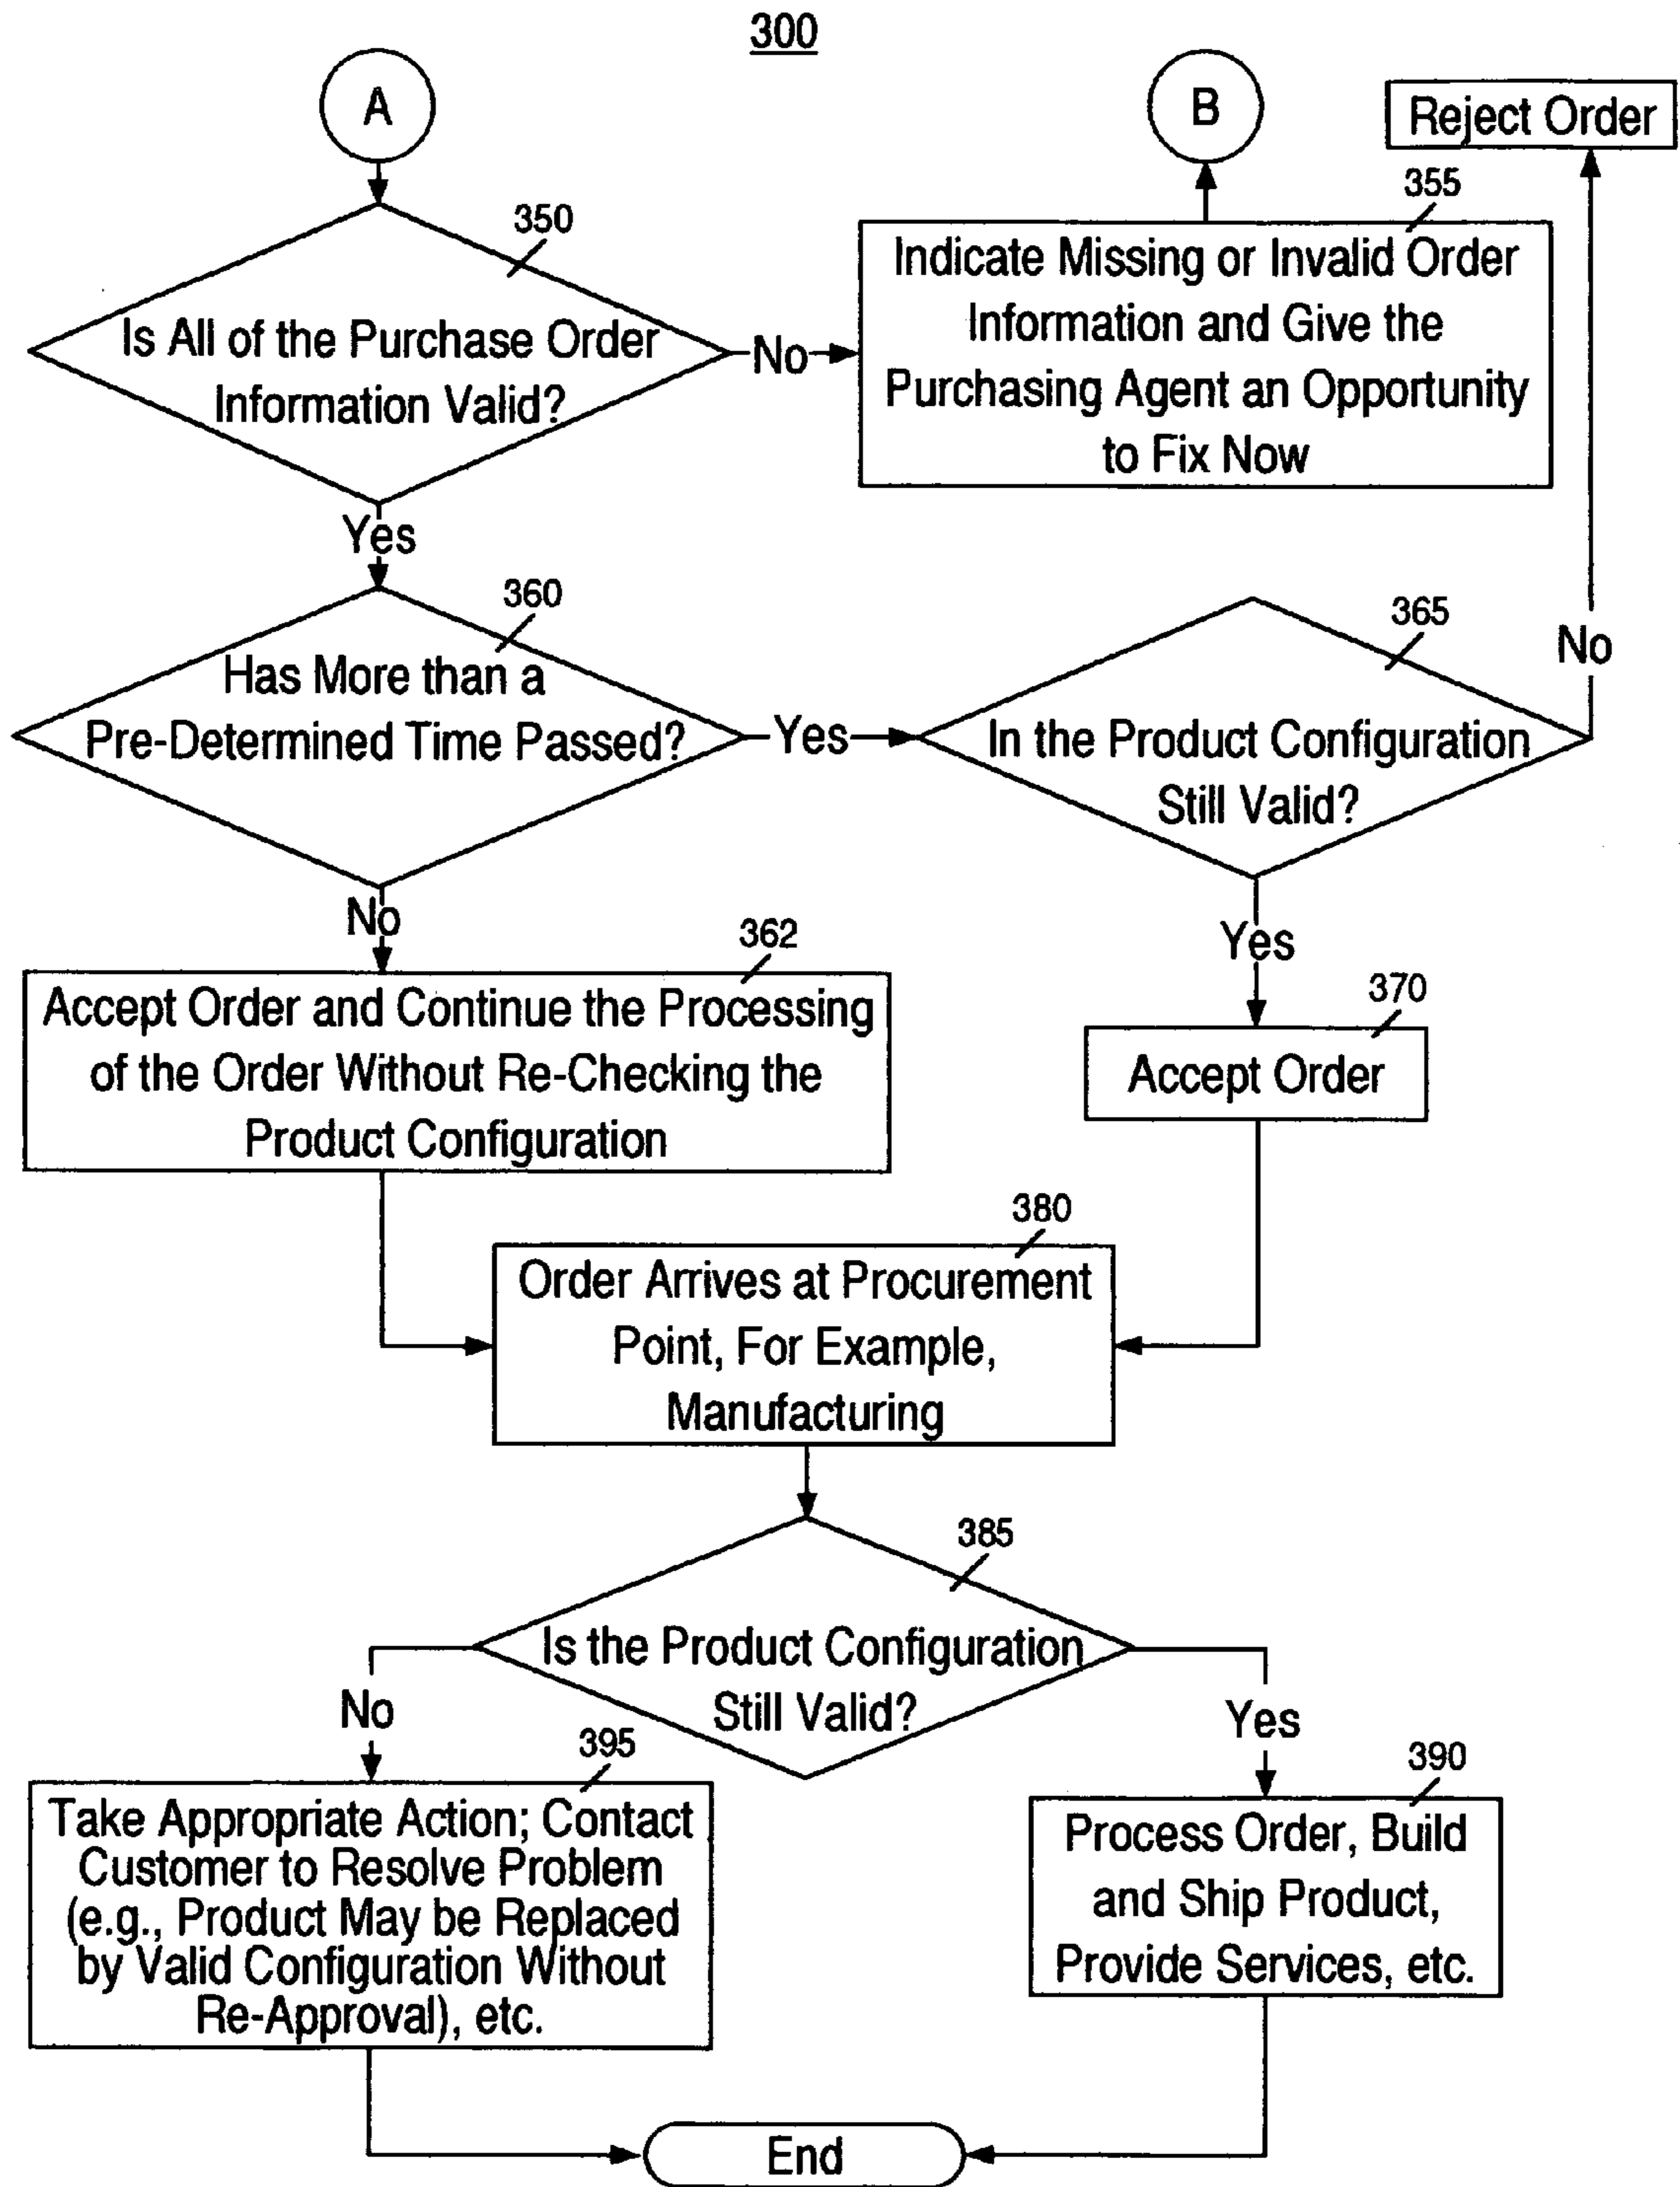 300
A
B
Reject Order
350
Is All of the Purchase Order
Information Valid?
No
355
Indicate Missing or Invalid Order
Information and Give the
Purchasing Agent an Opportunity
to Fix Now
Yes
360
Has More than a
Pre-Determined Time Passed?
Yes
365
In the Product Configuration
Still Valid?
No
No
362
Accept Order and Continue the Processing
of the Order Without Re-Checking the
Product Configuration
Yes
370
Accept Order
380
Order Arrives at Procurement
Point, For Example,
Manufacturing
385
Is the Product Configuration
Still Valid?
No
395
Take Appropriate Action; Contact
Customer to Resolve Problem
(e.g., Product May be Replaced
by Valid Configuration Without
Re-Approval), etc.
Yes
390
Process Order, Build
and Ship Product,
Provide Services, etc.
End